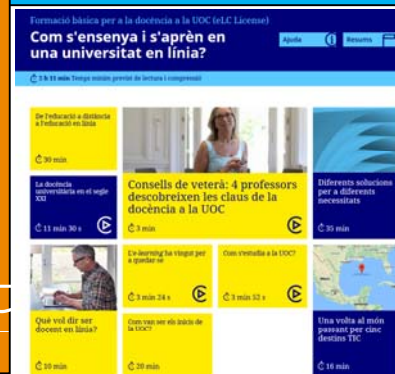 Formació bàsica per a la docència a la UOC (eLC License)
Com s'ensenya i s'aprèn en
una universitat en línia?
Ajuda
Resums
5 h 11 min Temps mínim previst de lectura i comprensió
De l'educació a distància
a l'educació en línia
30 min
La docència
universitària en el segle
XXI
11 min 30 s
Consells de veterà: 4 professors
descobreixen les claus de la
docència a la UOC
3 min
Diferents solucions
per a diferents
necessitats
35 min
Què vol dir ser
docent en línia?
10 min
L'e-learning ha vingut per
a quedar-se
3 min 24 s
Com s'estudia a la UOC?
3 min 52 s
Com van ser els inicis de
la UOC?
20 min
Una volta al món
passant per cinc
destins TIC
16 min